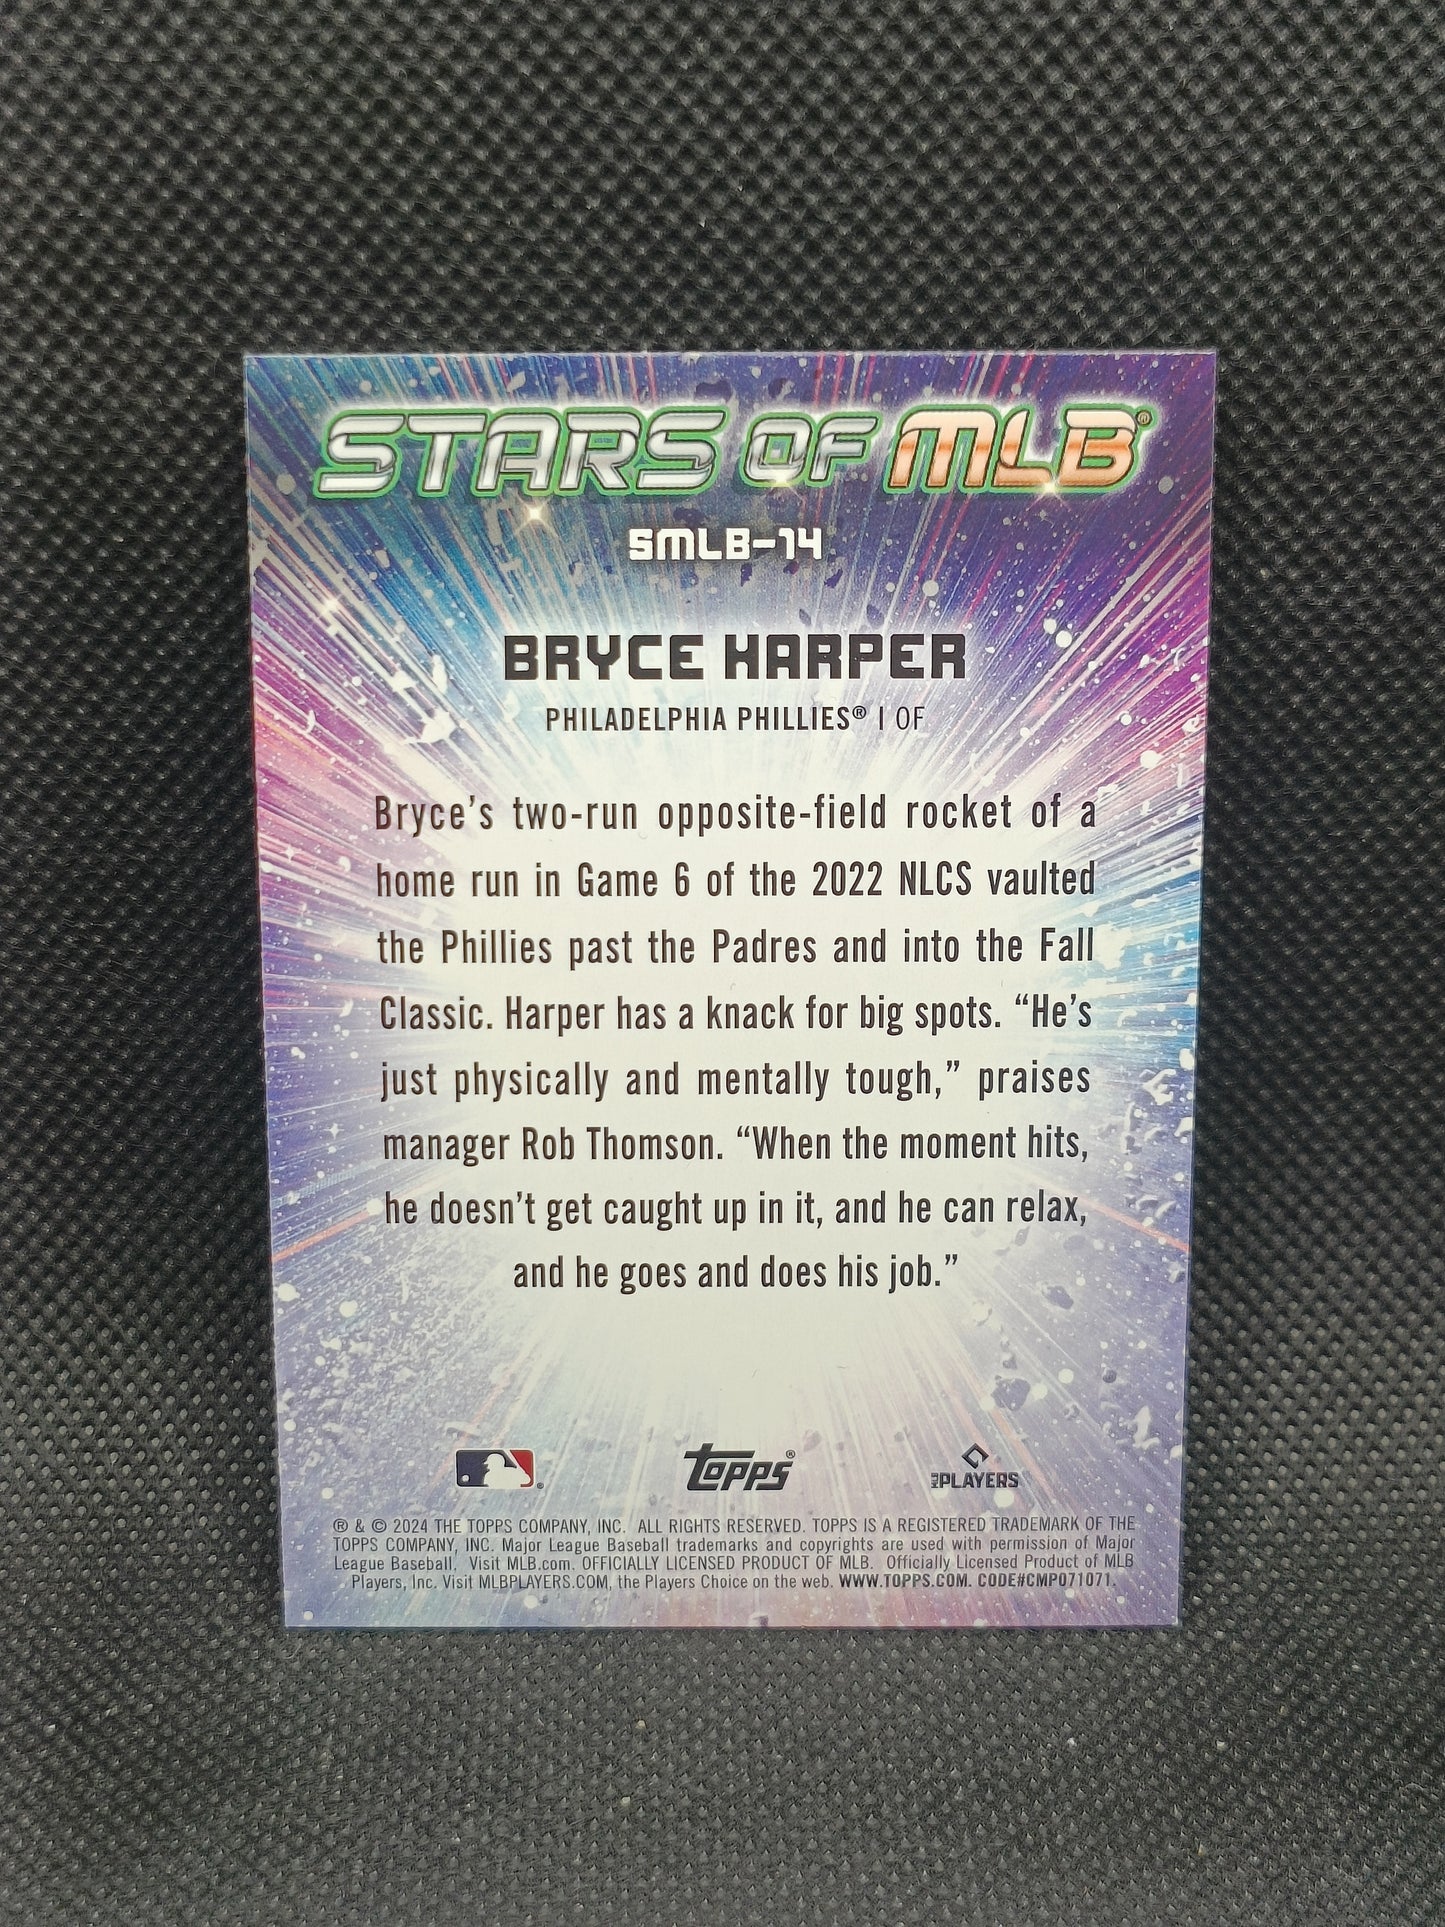 STARS OF MLB®
SMLB-14
BRYCE HARPER
PHILADELPHIA PHILLIES® | OF
Bryce's two-run opposite-field rocket of a
home run in Game 6 of the 2022 NLCS vaulted
the Phillies past the Padres and into the Fall
Classic. Harper has a knack for big spots. “He's
just physically and mentally tough,” praises
manager Rob Thomson. “When the moment hits,
he doesn't get caught up in it, and he can relax,
and he goes and does his job.”
Topps® MLB PLAYERS
® & © 2024 THE TOPPS COMPANY, INC. ALL RIGHTS RESERVED. TOPPS IS A REGISTERED TRADEMARK OF THE
TOPPS COMPANY, INC. Major League Baseball trademarks and copyrights are used with permission of Major
League Baseball. Visit MLB.com. OFFICIALLY LICENSED PRODUCT OF MLB. Officially Licensed Product of MLB
Players, Inc. Visit MLBPLAYERS.COM, the Players Choice on the web. WWW.TOPPS.COM. CODE#CMP071071.